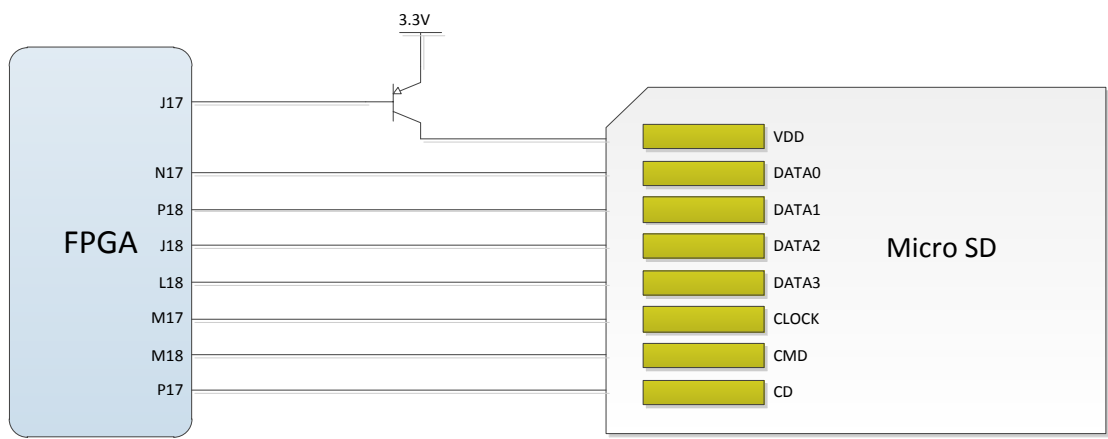 3.3V
J17
VDD
N17
DATA0
P18
DATA1
FPGA
J18
DATA2
Micro SD
L18
DATA3
M17
CLOCK
M18
CMD
P17
CD